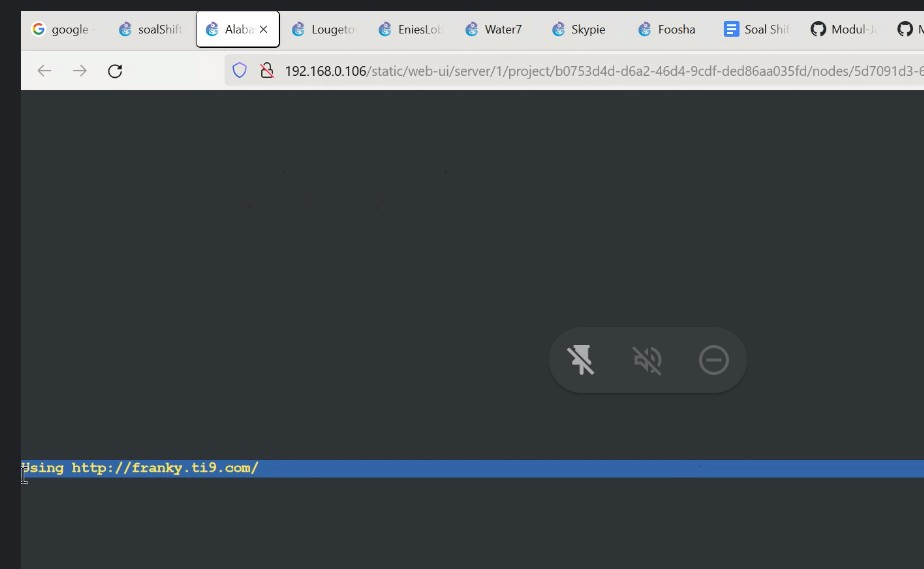 google soalShift Alaba Lougeto EniesLob Water7 Skypie Foosha Soal Shif Modul-J
192.168.0.106/static/web-ui/server/1/project/b0753d4d-d6a2-46d4-9cdf-ded86aa035fd/nodes/5d7091d3-6
Using http://franky.ti9.com/